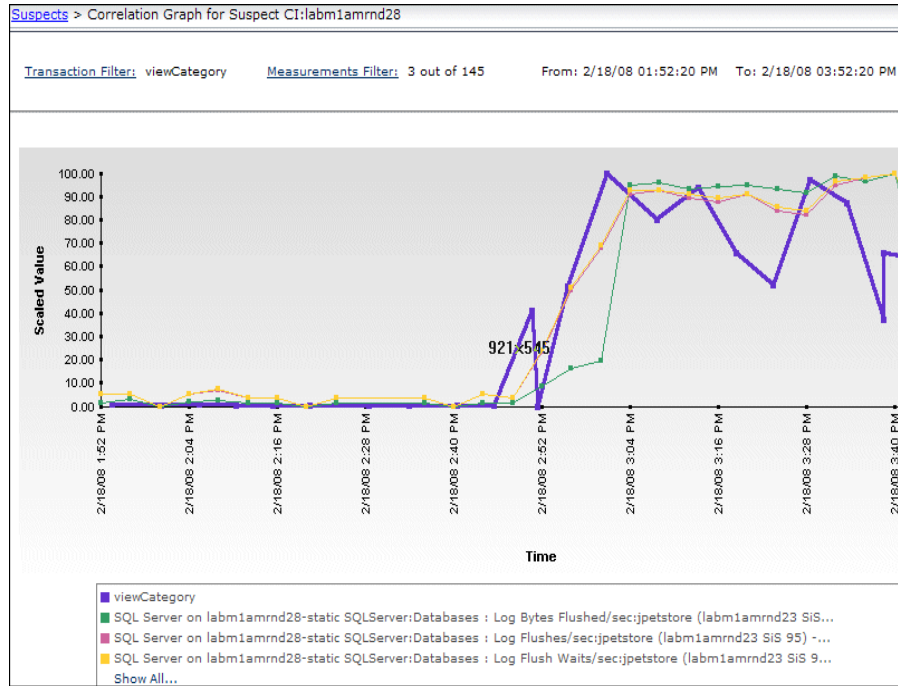 Suspects > Correlation Graph for Suspect CI:labm1amrnd28
Transaction Filter: viewCategory Measurements Filter: 3 out of 145 From: 2/18/08 01:52:20 PM To: 2/18/08 03:52:20 PM
100.00
90.00
80.00
70.00
60.00
50.00
40.00
30.00
20.00
10.00
0.00
Scaled Value
921×545
2/18/08 1:52 PM
2/18/08 2:04 PM
2/18/08 2:16 PM
2/18/08 2:28 PM
2/18/08 2:40 PM
2/18/08 2:52 PM
2/18/08 3:04 PM
2/18/08 3:16 PM
2/18/08 3:28 PM
2/18/08 3:40 PM
Time
viewCategory
SQL Server on labm1amrnd28-static SQLServer:Databases : Log Bytes Flushed/sec:jpetstore (labm1amrnd23 SiS...
SQL Server on labm1amrnd28-static SQLServer:Databases : Log Flushes/sec:jpetstore (labm1amrnd23 SiS 95) -...
SQL Server on labm1amrnd28-static SQLServer:Databases : Log Flush Waits/sec:jpetstore (labm1amrnd23 SiS 9...
Show All...